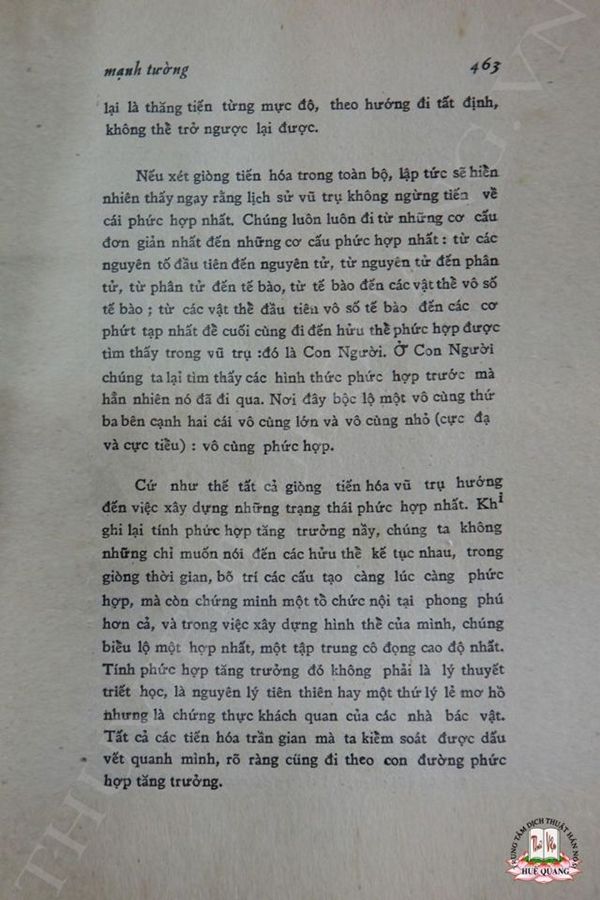 mạnh tường 463
lại là thăng tiến từng mực độ, theo hướng đi tất định,
không thể trở ngược lại được.
Nếu xét giòng tiến hóa trong toàn bộ, lập tức sẽ hiển
nhiên thấy ngay rằng lịch sử vũ trụ không ngừng tiến về
cái phức hợp nhất. Chúng luôn luôn đi từ những cơ cấu
đơn giản nhất đến những cơ cấu phức hợp nhất : từ các
nguyên tố đầu tiên đến nguyên tử, từ nguyên tử đến phân
tử, từ phân tử đến tế bào, từ tế bào đến các vật thể vô số
tế bào ; từ các vật thể đầu tiên vô số tế bào đến các cơ
phứt tạp nhất để cuối cùng đi đến hửu thể phức hợp được
tìm thấy trong vũ trụ :đó là Con Người. Ở Con Người
chúng ta lại tìm thấy các hình thức phức hợp trước mà
hẳn nhiên nó đã đi qua. Nơi đây bộc lộ một vô cùng thứ
ba bên cạnh hai cái vô cùng lớn và vô cùng nhỏ (cực đạ
và cực tiểu) : vô cùng phức hợp.
Cứ như thế tất cả giòng tiến hóa vũ trụ hướng
đến việc xây dựng những trạng thái phức hợp nhất. Khi
ghi lại tính phức hợp tăng trưởng nầy, chúng ta không
những chỉ muốn nói đến các hửu thể kế tục nhau, trong
giòng thời gian, bõ trí các cấu tạo càng lúc càng phức
hợp, mà còn chứng minh một tổ chức nội tại phong phú
hơn cả, và trong việc xây dựng hình thể của mình, chúng
biểu lộ một hợp nhất, một tập trung cô đọng cao độ nhất.
Tính phức hợp tăng trưởng đó không phải là lý thuyết
triết học, là nguyên lý tiên thiên hay một thứ lý lẻ mơ hồ
nhưng là chứng thực khách quan của các nhà bác vật.
Tất cả các tiến hóa trần gian mà ta kiểm soát được dấu
vết quanh mình, rõ ràng cũng đi theo con đường phức
hợp tăng trưởng.
TRUNG TÂM DỊCH THUẬT HÁN NÔM
HUỆ QUANG